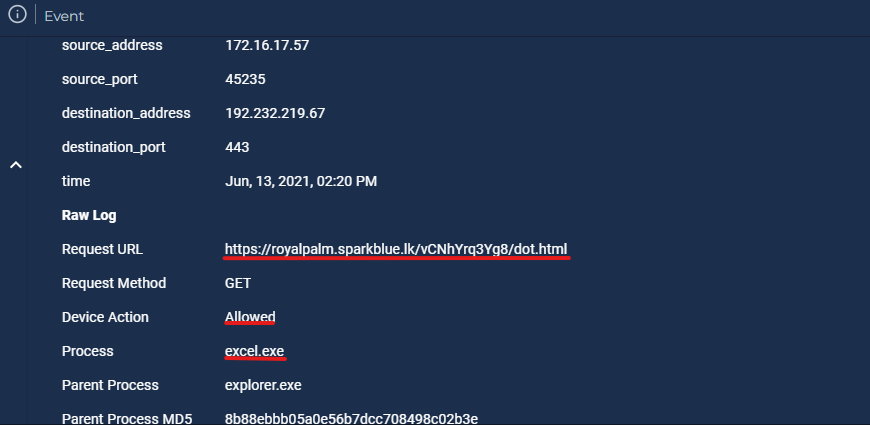 Event
source_address 172.16.17.57
source_port 45235
destination_address 192.232.219.67
destination_port 443
time Jun, 13, 2021, 02:20 PM
Raw Log
Request URL https://royalpalm.sparkblue.lk/vCNhYrq3Yg8/dot.html
Request Method GET
Device Action Allowed
Process excel.exe
Parent Process explorer.exe
Parent Process MD5 8b88ebbb05a0e56b7dcc708498c02b3e